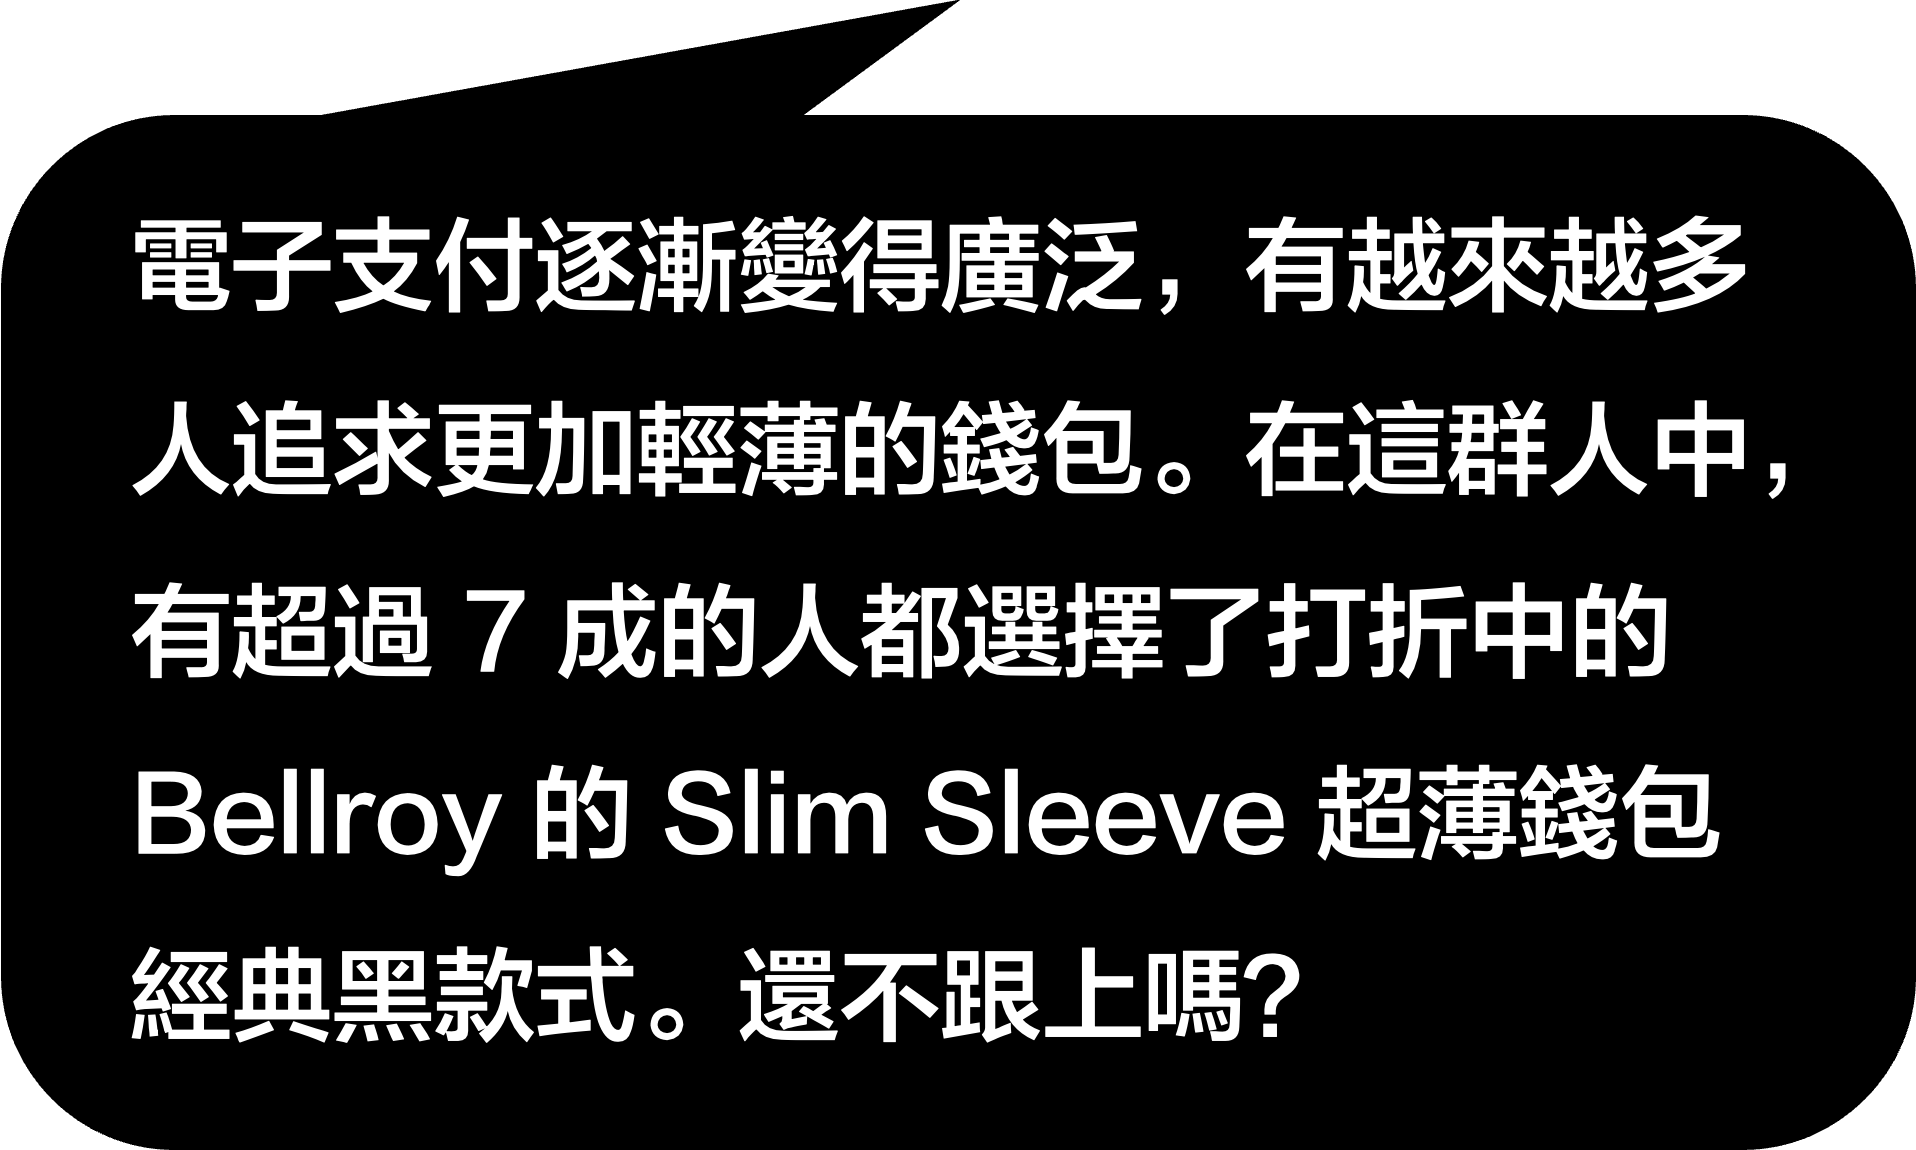 電子支付逐漸變得廣泛，有越來越多
人追求更加輕薄的錢包。在這群人中，
有超過 7 成的人都選擇了打折中的
Bellroy 的 Slim Sleeve 超薄錢包
經典黑款式。還不跟上嗎?